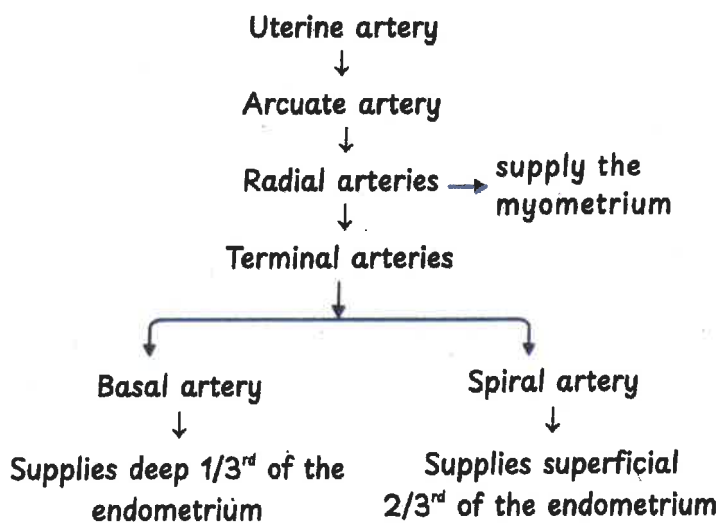 Uterine artery
↓
Arcuate artery
↓
Radial arteries → supply the
myometrium
↓
Terminal arteries
↓
Basal artery
↓
Supplies deep 1/3rd of the
endometrium
Spiral artery
↓
Supplies superficial
2/3rd of the endometrium